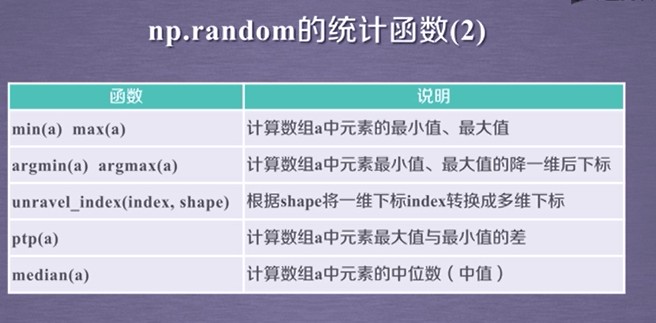 np.random的统计函数(2)
函数 说明
min(a) max(a) 计算数组a中元素的最小值、最大值
argmin(a) argmax(a) 计算数组a中元素最小值、最大值的降一维后下标
unravel_index(index, shape) 根据shape将一维下标index转换成多维下标
ptp(a) 计算数组a中元素最大值与最小值的差
median(a) 计算数组a中元素的中位数（中值）